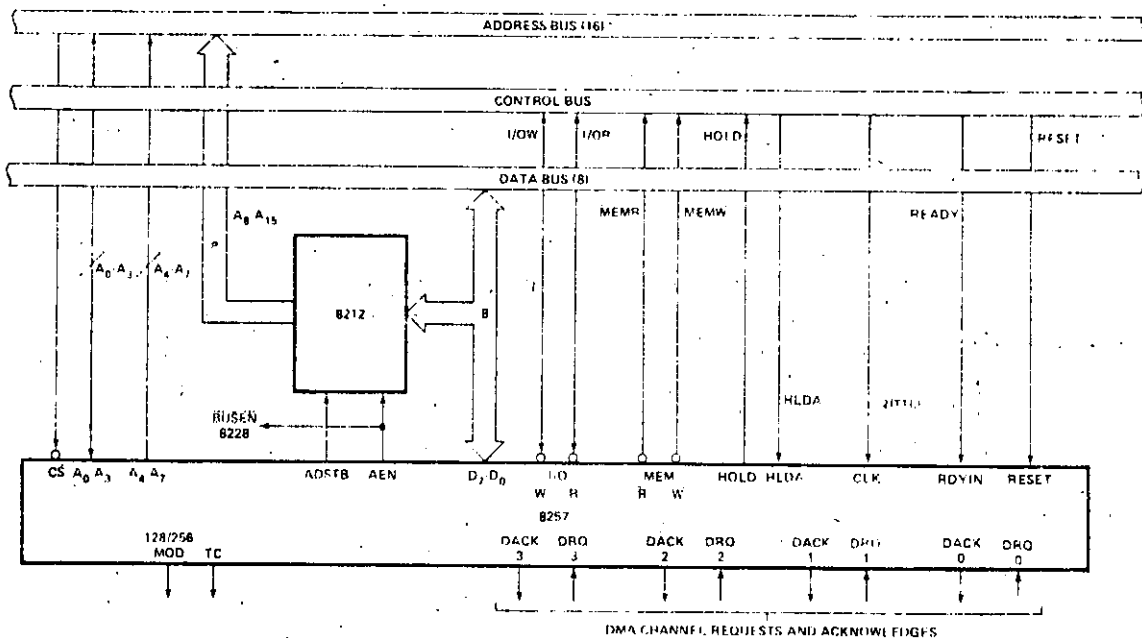 ADDRESS BUS (16)
CONTROL BUS
I/OW I/OR HOLD RESET
DATA BUS (8)
MEMR MEMW READY
A8 A15
A0-A3 A4-A7
8212 8
HLDA
BUSEN
8228
CS A0 A3 A4 A7 ADSTB AEN D7-D0 I/O MEM HOLD HLDA CLK RDYIN RESET
W R R W
8257
128/256 DACK DRQ DACK DRQ DACK DRQ DACK DRQ
MOD TC 3 3 2 2 1 1 0 0
DMA CHANNEL REQUESTS AND ACKNOWLEDGES